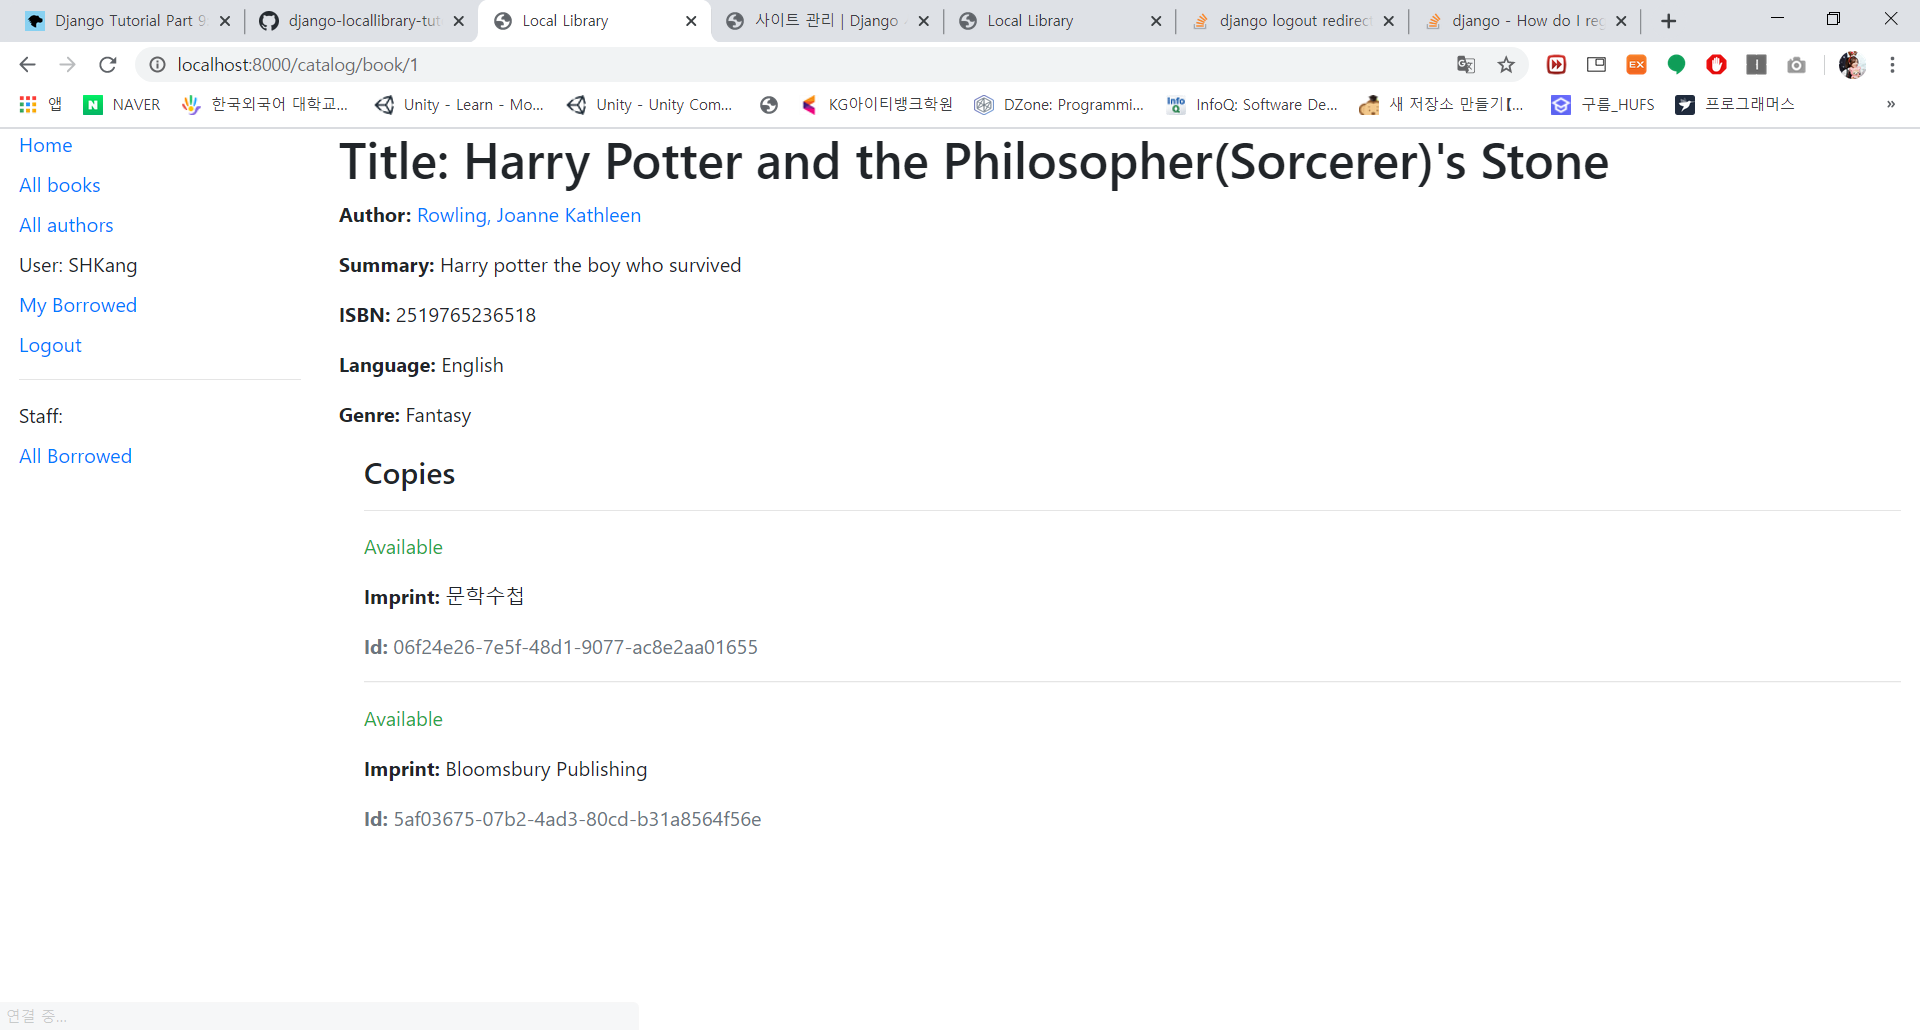 Django Tutorial Part 9
django-locallibrary-tut
Local Library
사이트 관리 | Django
Local Library
django logout redirect
django - How do I reg
localhost:8000/catalog/book/1
앱
NAVER
한국외국어 대학교...
Unity - Learn - Mo...
Unity - Unity Com...
KG아이티뱅크학원
DZone: Programmi...
InfoQ: Software De...
새 저장소 만들기【...
구름_HUFS
프로그래머스
»
Home
All books
All authors
User: SHKang
My Borrowed
Logout
Staff:
All Borrowed
Title: Harry Potter and the Philosopher(Sorcerer)'s Stone
Author: Rowling, Joanne Kathleen
Summary: Harry potter the boy who survived
ISBN: 2519765236518
Language: English
Genre: Fantasy
Copies
Available
Imprint: 문학수첩
Id: 06f24e26-7e5f-48d1-9077-ac8e2aa01655
Available
Imprint: Bloomsbury Publishing
Id: 5af03675-07b2-4ad3-80cd-b31a8564f56e
연결 중...